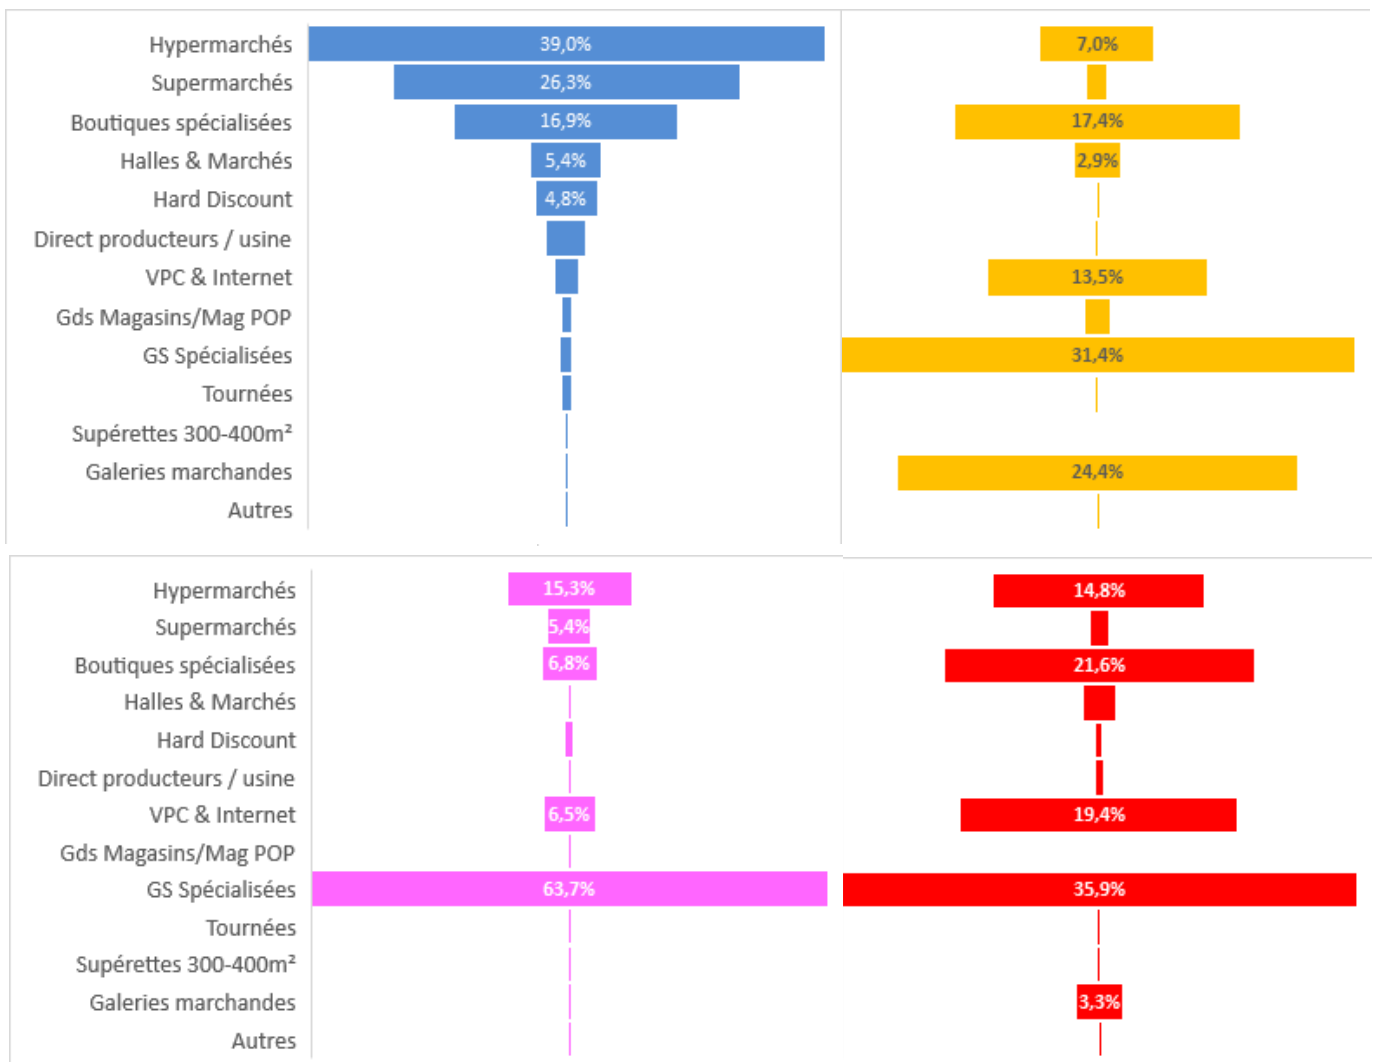 Hypermarchés 39,0% 7,0%
Supermarchés 26,3%
Boutiques spécialisées 16,9% 17,4%
Halles & Marchés 5,4% 2,9%
Hard Discount 4,8%
Direct producteurs / usine
VPC & Internet 13,5%
Gds Magasins/Mag POP
GS Spécialisées 31,4%
Tournées
Supérettes 300-400m²
Galeries marchandes 24,4%
Autres
Hypermarchés 15,3% 14,8%
Supermarchés 5,4%
Boutiques spécialisées 6,8% 21,6%
Halles & Marchés
Hard Discount
Direct producteurs / usine
VPC & Internet 6,5% 19,4%
Gds Magasins/Mag POP
GS Spécialisées 63,7% 35,9%
Tournées
Supérettes 300-400m²
Galeries marchandes 3,3%
Autres